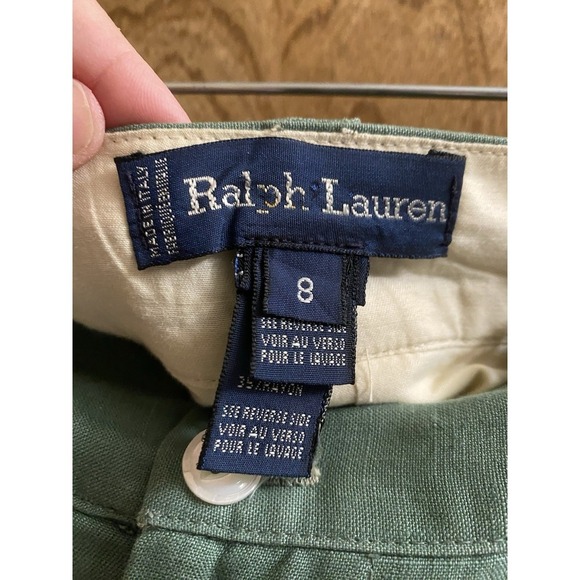 MADE IN ITALY
Ralph Lauren
8
SEE REVERSE SIDE
VOIR AU VERSO
POUR LE LAVAGE
SEE REVERSE SIDE
VOIR AU VERSO
POUR LE LAVAGE